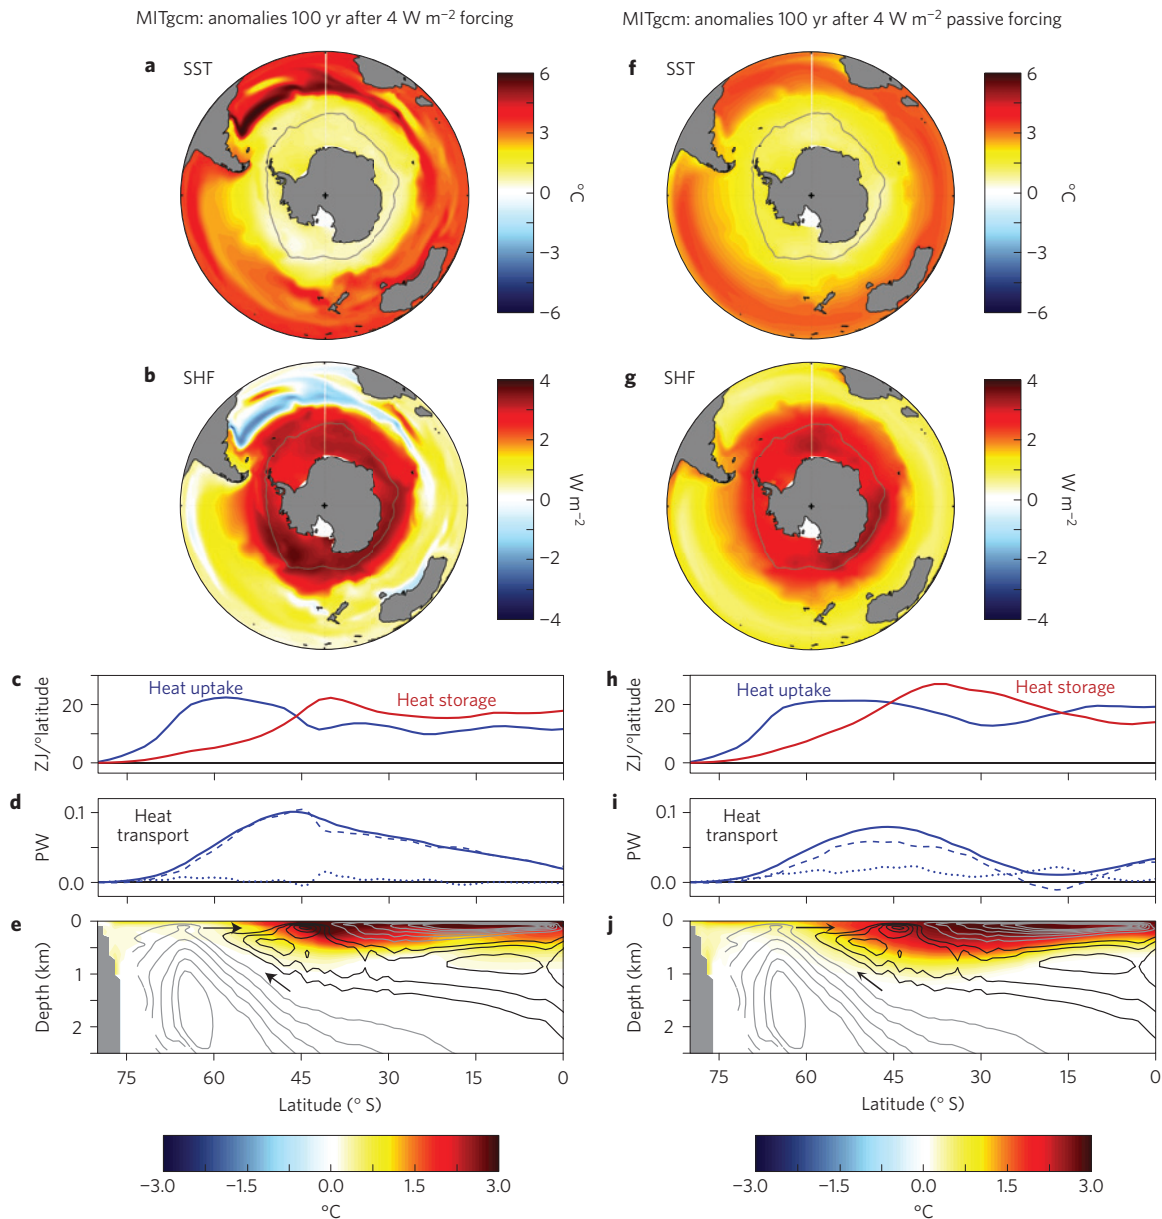 MITgcm: anomalies 100 yr after 4 W m⁻² forcing
a SST
6
3
0
−3
−6
°C
b SHF
4
2
0
−2
−4
W m⁻²
c
Heat uptake
Heat storage
ZJ/°latitude
20
0
d
Heat
transport
PW
0.1
0.0
e
Depth (km)
0
1
2
75 60 45 30 15 0
Latitude (° S)
−3.0 −1.5 0.0 1.5 3.0
°C
MITgcm: anomalies 100 yr after 4 W m⁻² passive forcing
f SST
6
3
0
−3
−6
°C
g SHF
4
2
0
−2
−4
W m⁻²
h
Heat uptake
Heat storage
ZJ/°latitude
20
0
i
Heat
transport
PW
0.1
0.0
j
Depth (km)
0
1
2
75 60 45 30 15 0
Latitude (° S)
−3.0 −1.5 0.0 1.5 3.0
°C